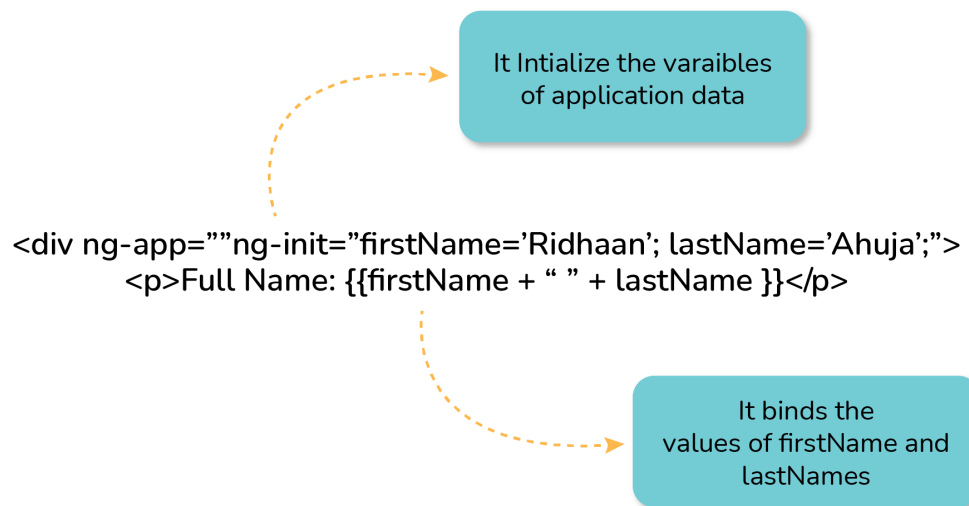 It Intialize the varaibles
of application data
<div ng-app=””ng-init=”firstName=’Ridhaan’; lastName=’Ahuja’;”>
<p>Full Name: {{firstName + “ ” + lastName }}</p>
It binds the
values of firstName and
lastNames